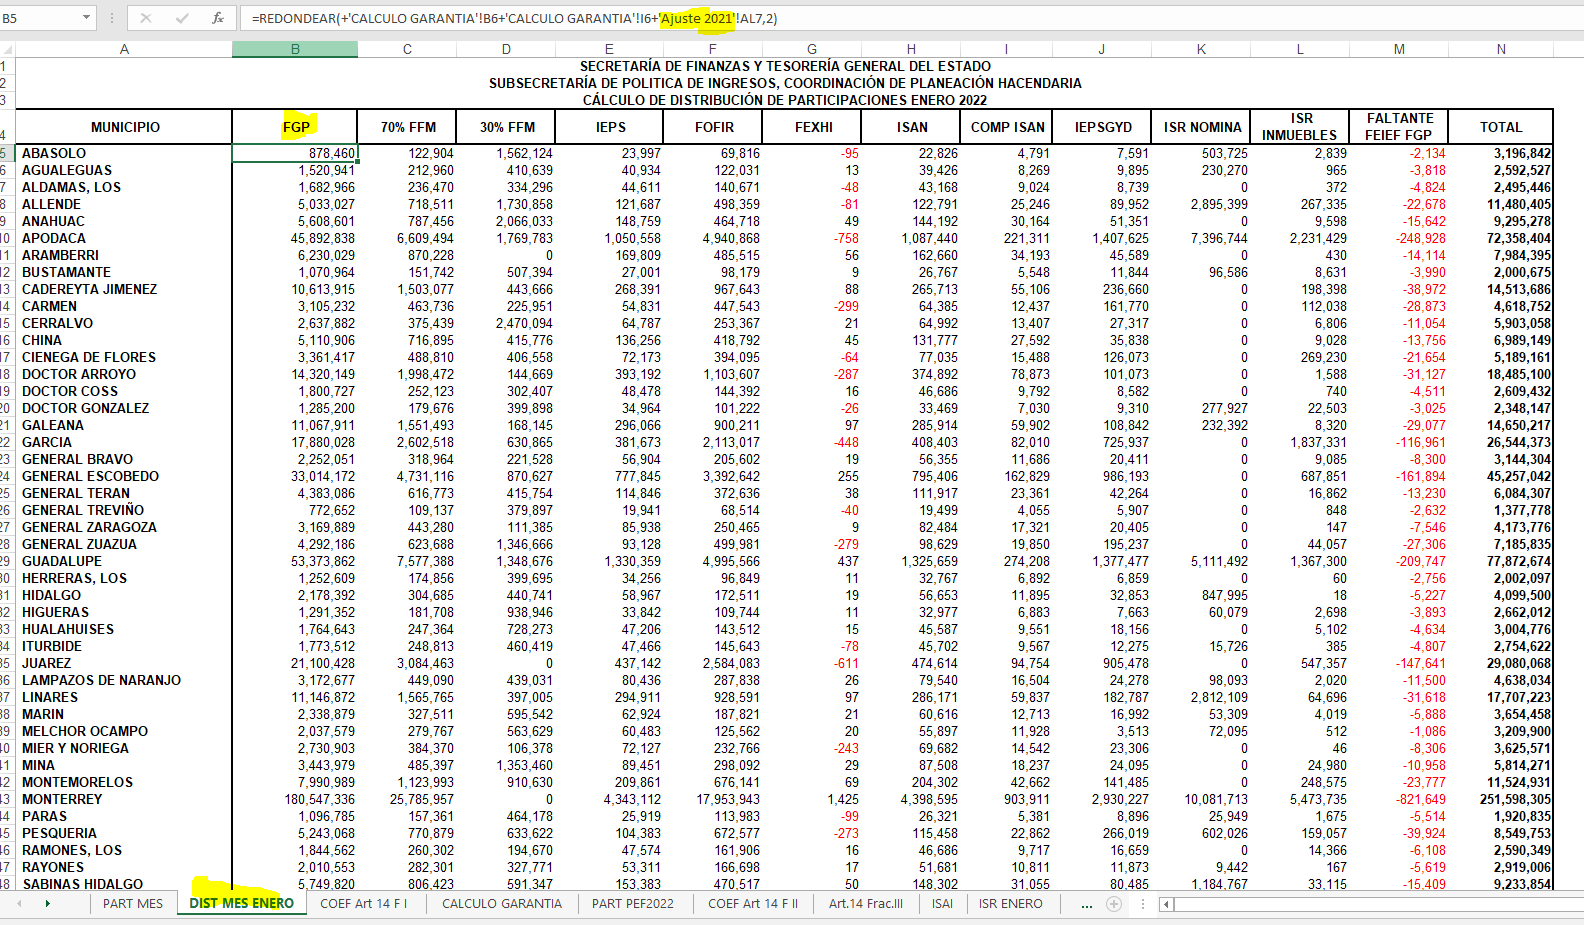 B5 fx =REDONDEAR(+'CALCULO GARANTIA'!B6+'CALCULO GARANTIA'!I6+'Ajuste 2021'!AL7,2)
A B C D E F G H I J K L M N
1 SECRETARÍA DE FINANZAS Y TESORERÍA GENERAL DEL ESTADO
2 SUBSECRETARÍA DE POLITICA DE INGRESOS, COORDINACIÓN DE PLANEACIÓN HACENDARIA
3 CÁLCULO DE DISTRIBUCIÓN DE PARTICIPACIONES ENERO 2022
4 MUNICIPIO FGP 70% FFM 30% FFM IEPS FOFIR FEXHI ISAN COMP ISAN IEPSGYD ISR NOMINA ISR INMUEBLES FALTANTE FEIEF FGP TOTAL
5 ABASOLO 878,460 122,904 1,562,124 23,997 69,816 -95 22,826 4,791 7,591 503,725 2,839 -2,134 3,196,842
6 AGUALEGUAS 1,520,941 212,960 410,639 40,934 122,031 13 39,426 8,269 9,895 230,270 965 -3,818 2,592,527
7 ALDAMAS, LOS 1,682,966 236,470 334,296 44,611 140,671 -48 43,168 9,024 8,739 0 372 -4,824 2,495,446
8 ALLENDE 5,033,027 718,511 1,730,858 121,687 498,359 -81 122,791 25,246 89,952 2,895,399 267,335 -22,678 11,480,405
9 ANAHUAC 5,608,601 787,456 2,066,033 148,759 464,718 49 144,192 30,164 51,351 0 9,598 -15,642 9,295,278
10 APODACA 45,892,838 6,609,494 1,769,783 1,050,558 4,940,868 -758 1,087,440 221,311 1,407,625 7,396,744 2,231,429 -248,928 72,358,404
11 ARAMBERRI 6,230,029 870,228 0 169,809 485,515 56 162,660 34,193 45,589 0 430 -14,114 7,984,395
12 BUSTAMANTE 1,070,964 151,742 507,394 27,001 98,179 9 26,767 5,548 11,844 96,586 8,631 -3,990 2,000,675
13 CADEREYTA JIMENEZ 10,613,915 1,503,077 443,666 268,391 967,643 88 265,713 55,106 236,660 0 198,398 -38,972 14,513,686
14 CARMEN 3,105,232 463,736 225,951 54,831 447,543 -299 64,385 12,437 161,770 0 112,038 -28,873 4,618,752
15 CERRALVO 2,637,882 375,439 2,470,094 64,787 253,367 21 64,992 13,407 27,317 0 6,806 -11,054 5,903,058
16 CHINA 5,110,906 716,895 415,776 136,256 418,792 45 131,777 27,592 35,838 0 9,028 -13,756 6,989,149
17 CIENEGA DE FLORES 3,361,417 488,810 406,558 72,173 394,095 -64 77,035 15,488 126,073 0 269,230 -21,654 5,189,161
18 DOCTOR ARROYO 14,320,149 1,998,472 144,669 393,192 1,103,607 -287 374,892 78,873 101,073 0 1,588 -31,127 18,485,100
19 DOCTOR COSS 1,800,727 252,123 302,407 48,478 144,392 16 46,686 9,792 8,582 0 740 -4,511 2,609,432
20 DOCTOR GONZALEZ 1,285,200 179,676 399,898 34,964 101,222 -26 33,469 7,030 9,310 277,927 22,503 -3,025 2,348,147
21 GALEANA 11,067,911 1,551,493 168,145 296,066 900,211 97 285,914 59,902 108,842 232,392 8,320 -29,077 14,650,217
22 GARCIA 17,880,028 2,602,518 630,865 381,673 2,113,017 -448 408,403 82,010 725,937 0 1,837,331 -116,961 26,544,373
23 GENERAL BRAVO 2,252,051 318,964 221,528 56,904 205,602 19 56,355 11,686 20,411 0 9,085 -8,300 3,144,304
24 GENERAL ESCOBEDO 33,014,172 4,731,116 870,627 777,845 3,392,642 255 795,406 162,829 986,193 0 687,851 -161,894 45,257,042
25 GENERAL TERAN 4,383,086 616,773 415,754 114,846 372,636 38 111,917 23,361 42,264 0 16,862 -13,230 6,084,307
26 GENERAL TREVIÑO 772,652 109,137 379,897 19,941 68,514 -40 19,499 4,055 5,907 0 848 -2,632 1,377,778
27 GENERAL ZARAGOZA 3,169,889 443,280 111,385 85,938 250,465 9 82,484 17,321 20,405 0 147 -7,546 4,173,776
28 GENERAL ZUAZUA 4,292,186 623,688 1,346,666 93,128 499,981 -279 98,629 19,850 195,237 0 44,057 -27,306 7,185,835
29 GUADALUPE 53,373,862 7,577,388 1,348,676 1,330,359 4,995,566 437 1,325,659 274,208 1,377,477 5,111,492 1,367,300 -209,747 77,872,674
30 HERRERAS, LOS 1,252,609 174,856 399,695 34,256 96,849 11 32,767 6,892 6,859 0 60 -2,756 2,002,097
31 HIDALGO 2,178,392 304,685 440,741 58,967 172,511 19 56,653 11,895 32,853 847,995 18 -5,227 4,099,500
32 HIGUERAS 1,291,352 181,708 938,946 33,842 109,744 11 32,977 6,883 7,663 60,079 2,698 -3,893 2,662,012
33 HUALAHUISES 1,764,643 247,364 728,273 47,206 143,512 15 45,587 9,551 18,156 0 5,102 -4,634 3,004,776
34 ITURBIDE 1,773,512 248,813 460,419 47,466 145,643 -78 45,702 9,567 12,275 15,726 385 -4,807 2,754,622
35 JUAREZ 21,100,428 3,084,463 0 437,142 2,584,083 -611 474,614 94,754 905,478 0 547,357 -147,641 29,080,068
36 LAMPAZOS DE NARANJO 3,172,677 449,090 439,031 80,436 287,838 26 79,540 16,504 24,278 98,093 2,020 -11,500 4,638,034
37 LINARES 11,146,872 1,565,765 397,005 294,911 928,591 97 286,171 59,837 182,787 2,812,109 64,696 -31,618 17,707,223
38 MARIN 2,338,879 327,511 595,542 62,924 187,821 21 60,616 12,713 16,992 53,309 4,019 -5,888 3,654,458
39 MELCHOR OCAMPO 2,037,579 279,767 563,629 60,483 125,562 20 55,897 11,928 3,513 72,095 512 -1,086 3,209,900
40 MIER Y NORIEGA 2,730,903 384,370 106,378 72,127 232,766 -243 69,682 14,542 23,306 0 46 -8,306 3,625,571
41 MINA 3,443,979 485,397 1,353,460 89,451 298,092 29 87,508 18,237 24,095 0 24,980 -10,958 5,814,271
42 MONTEMORELOS 7,990,989 1,123,993 910,630 209,861 676,141 69 204,302 42,662 141,485 0 248,575 -23,777 11,524,931
43 MONTERREY 180,547,336 25,785,957 0 4,343,112 17,953,943 1,425 4,398,595 903,911 2,930,227 10,081,713 5,473,735 -821,649 251,598,305
44 PARAS 1,096,785 157,361 464,178 25,919 113,983 -99 26,321 5,381 8,896 25,949 1,675 -5,514 1,920,835
45 PESQUERIA 5,243,068 770,879 633,622 104,383 672,577 -273 115,458 22,862 266,019 602,026 159,057 -39,924 8,549,753
46 RAMONES, LOS 1,844,562 260,302 194,670 47,574 161,906 16 46,686 9,717 16,659 0 14,366 -6,108 2,590,349
47 RAYONES 2,010,553 282,301 327,771 53,311 166,698 17 51,681 10,811 11,873 9,442 167 -5,619 2,919,006
48 SABINAS HIDALGO 5,749,820 806,423 591,347 153,383 470,517 50 148,302 31,055 80,485 1,184,767 33,115 -15,409 9,233,854
PART MES DIST MES ENERO COEF Art 14 F I CALCULO GARANTIA PART PEF2022 COEF Art 14 F II Art.14 Frac.III ISAI ISR ENERO ...